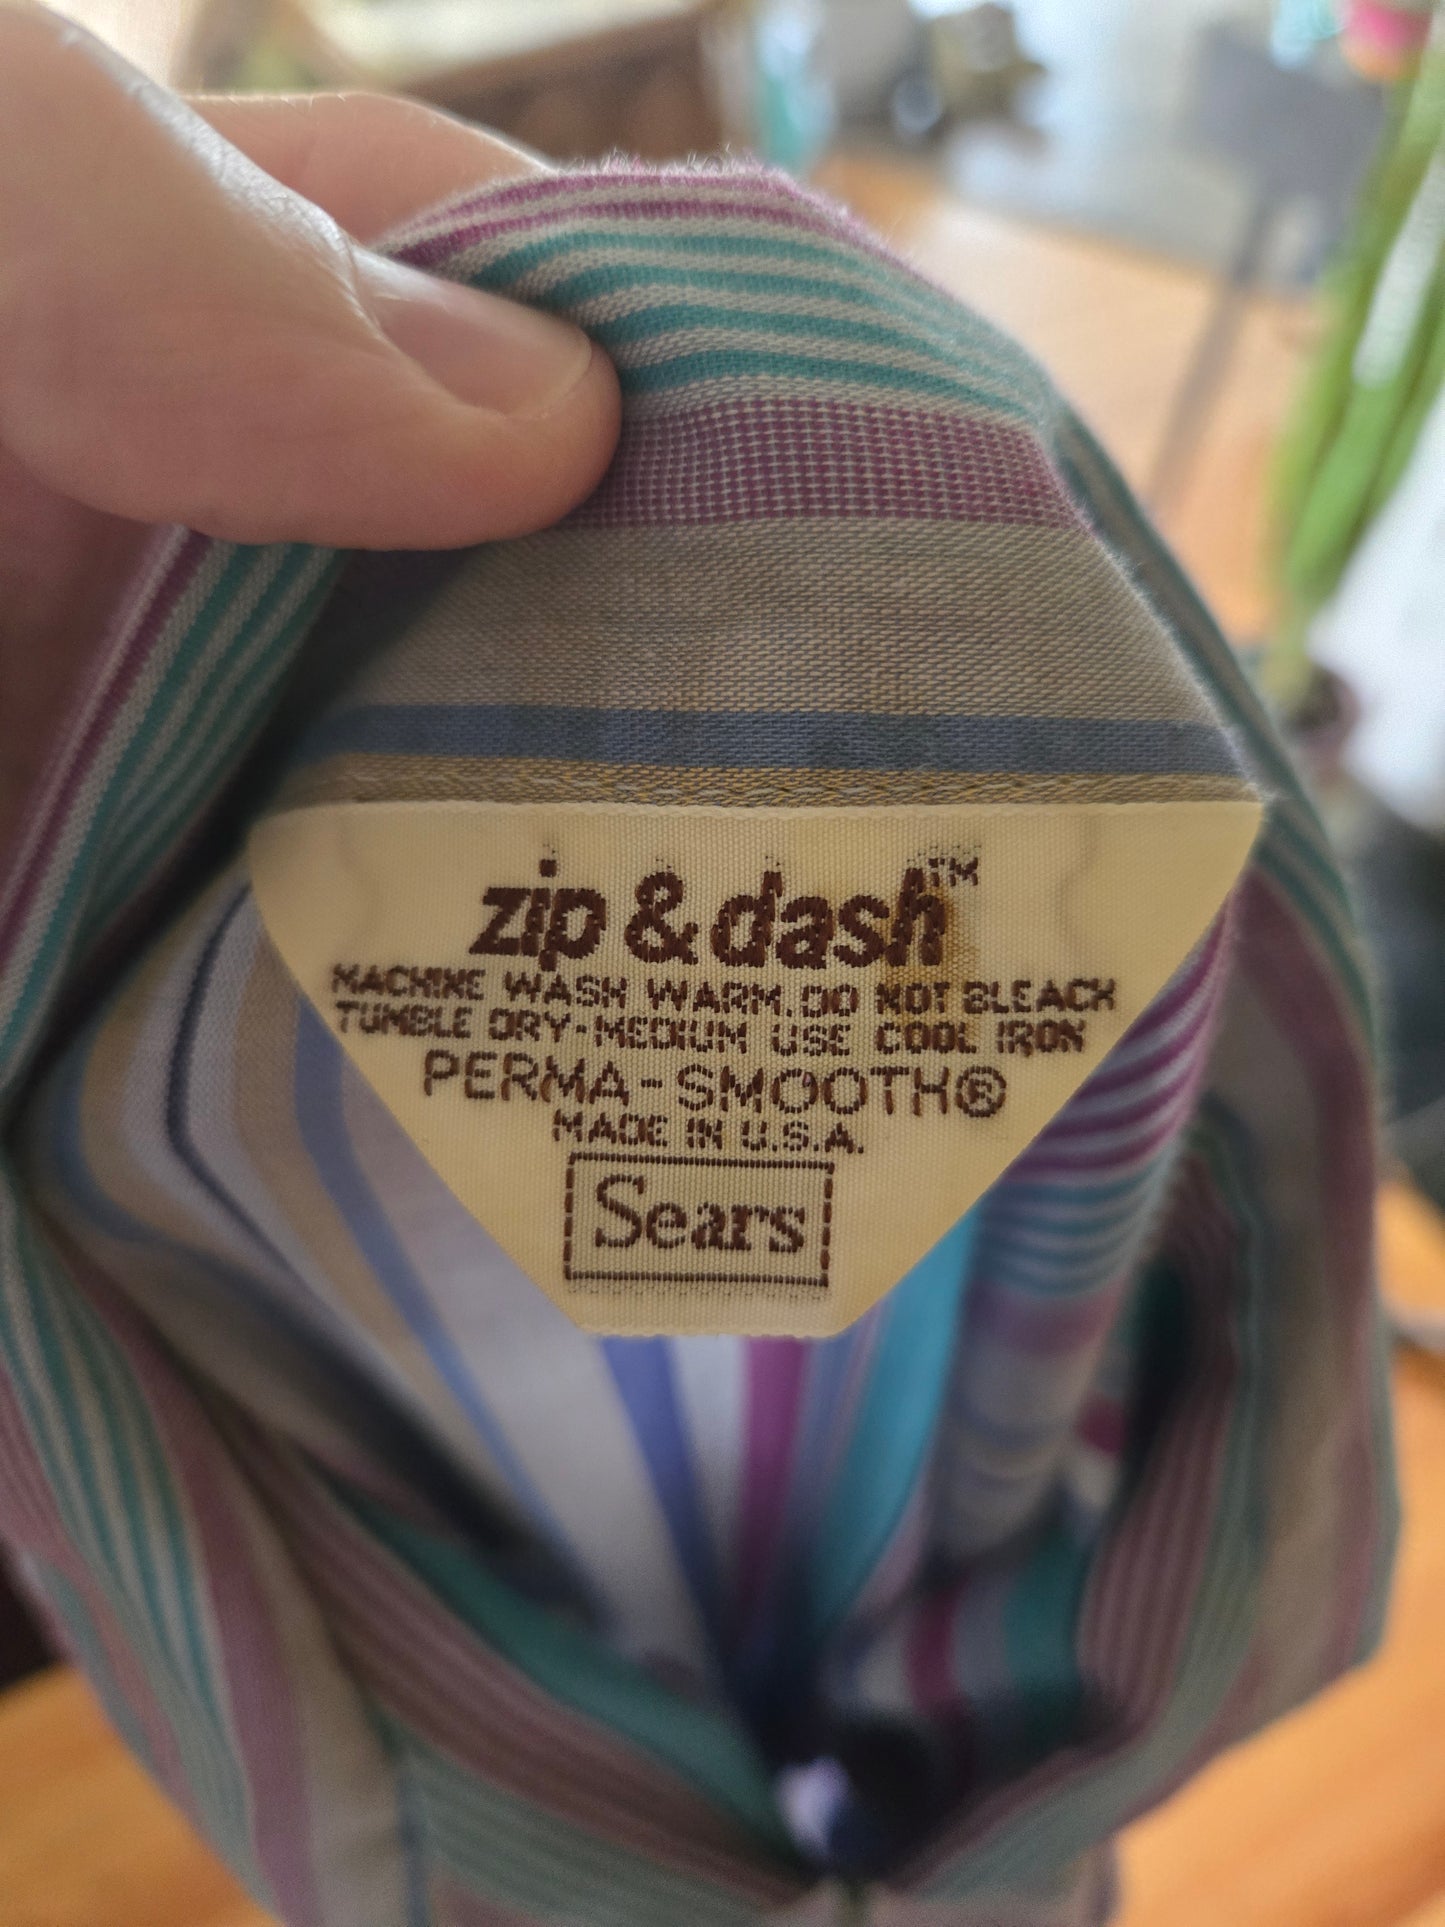 zip & dash™
MACHINE WASH WARM. DO NOT BLEACH
TUMBLE DRY-MEDIUM USE COOL IRON
PERMA-SMOOTH®
MADE IN U.S.A.
Sears